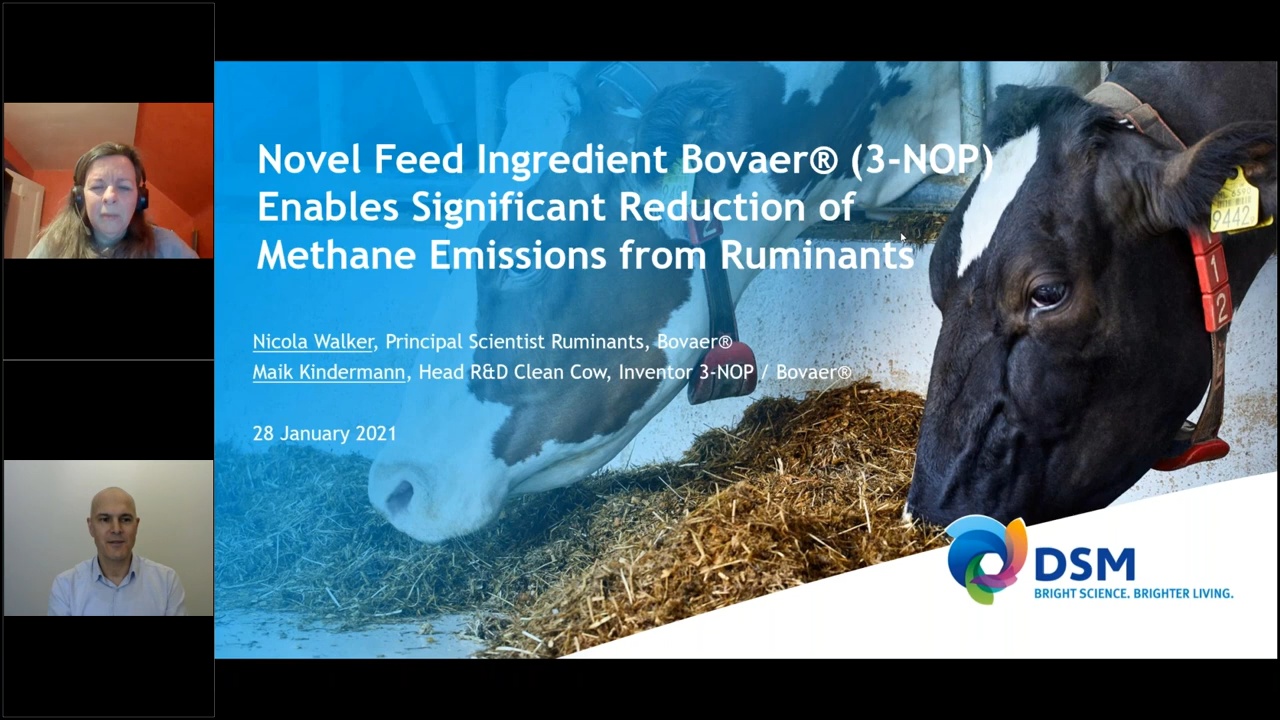 Novel Feed Ingredient Bovaer® (3-NOP)
Enables Significant Reduction of
Methane Emissions from Ruminants
Nicola Walker, Principal Scientist Ruminants, Bovaer®
Maik Kindermann, Head R&D Clean Cow, Inventor 3-NOP / Bovaer®
28 January 2021
9442
1
2
2
DSM
BRIGHT SCIENCE. BRIGHTER LIVING.